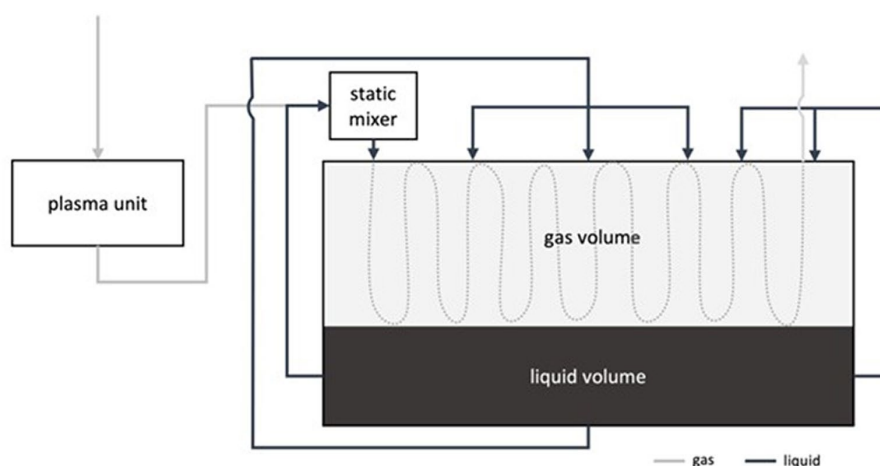 static
mixer
plasma unit
gas volume
liquid volume
gas liquid